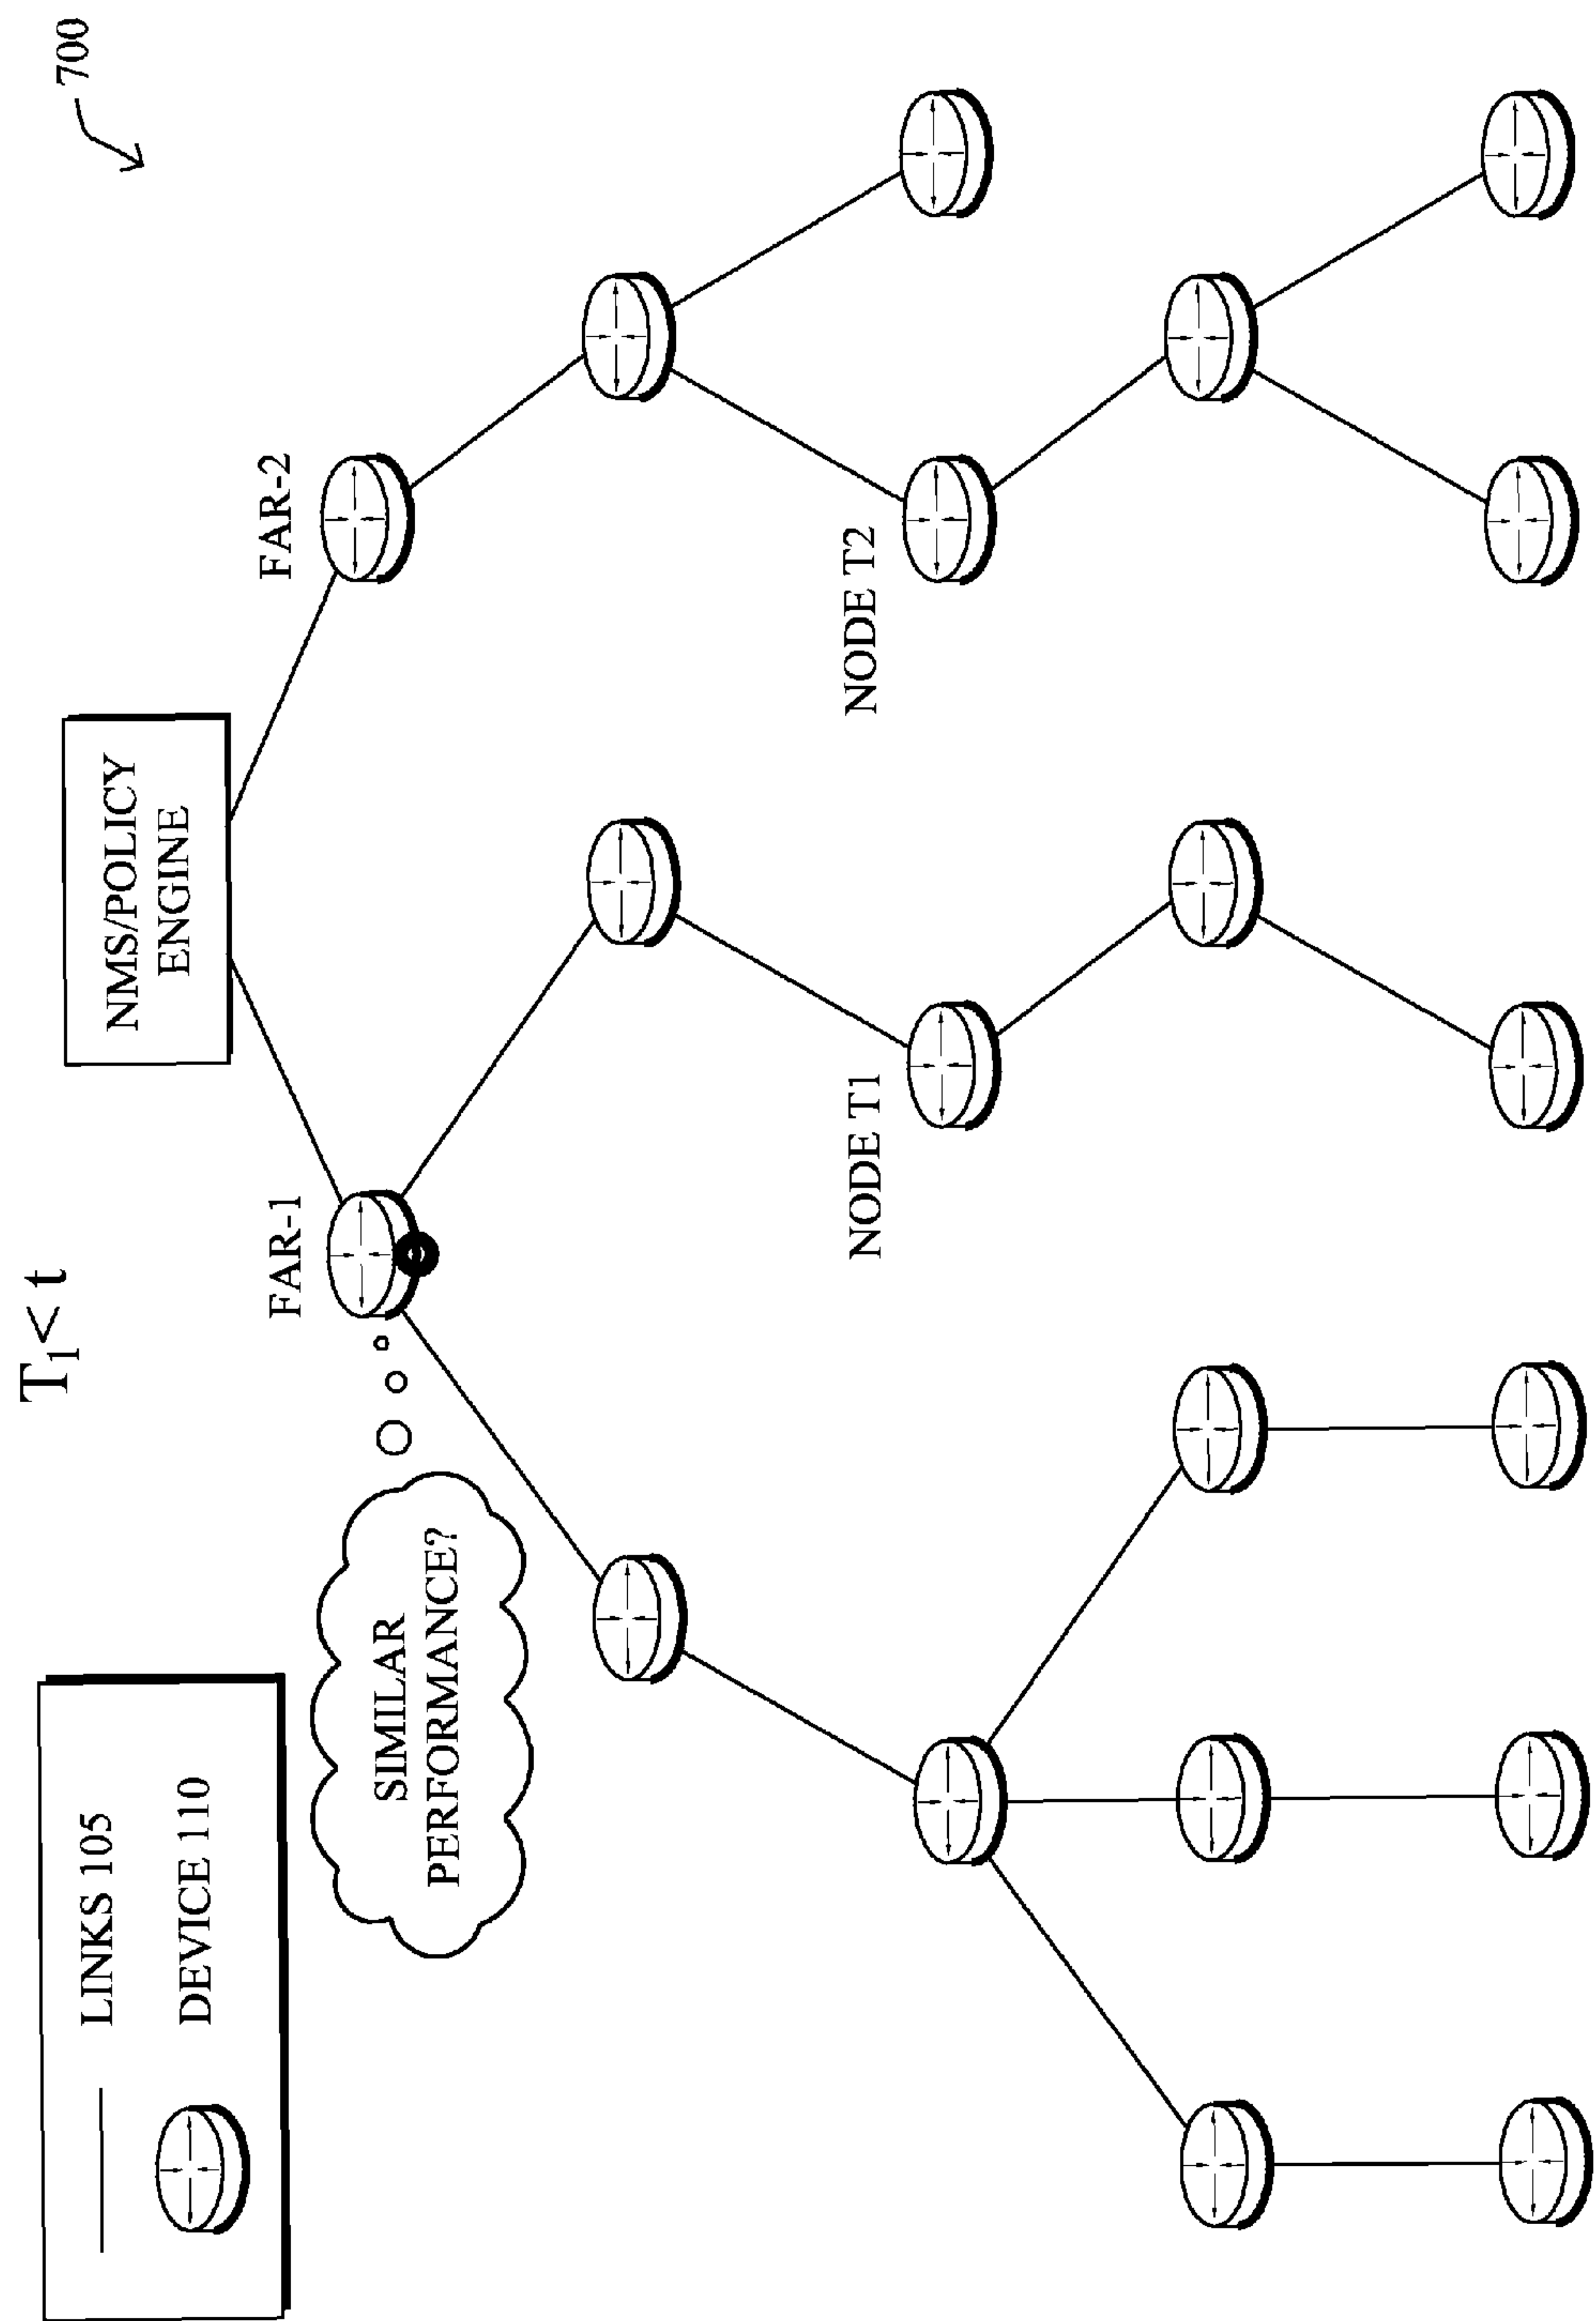 T1< t
700
LINKS 105
DEVICE 110
NMS/POLICY
ENGINE
FAR-1
FAR-2
SIMILAR
PERFORMANCE?
NODE T1
NODE T2